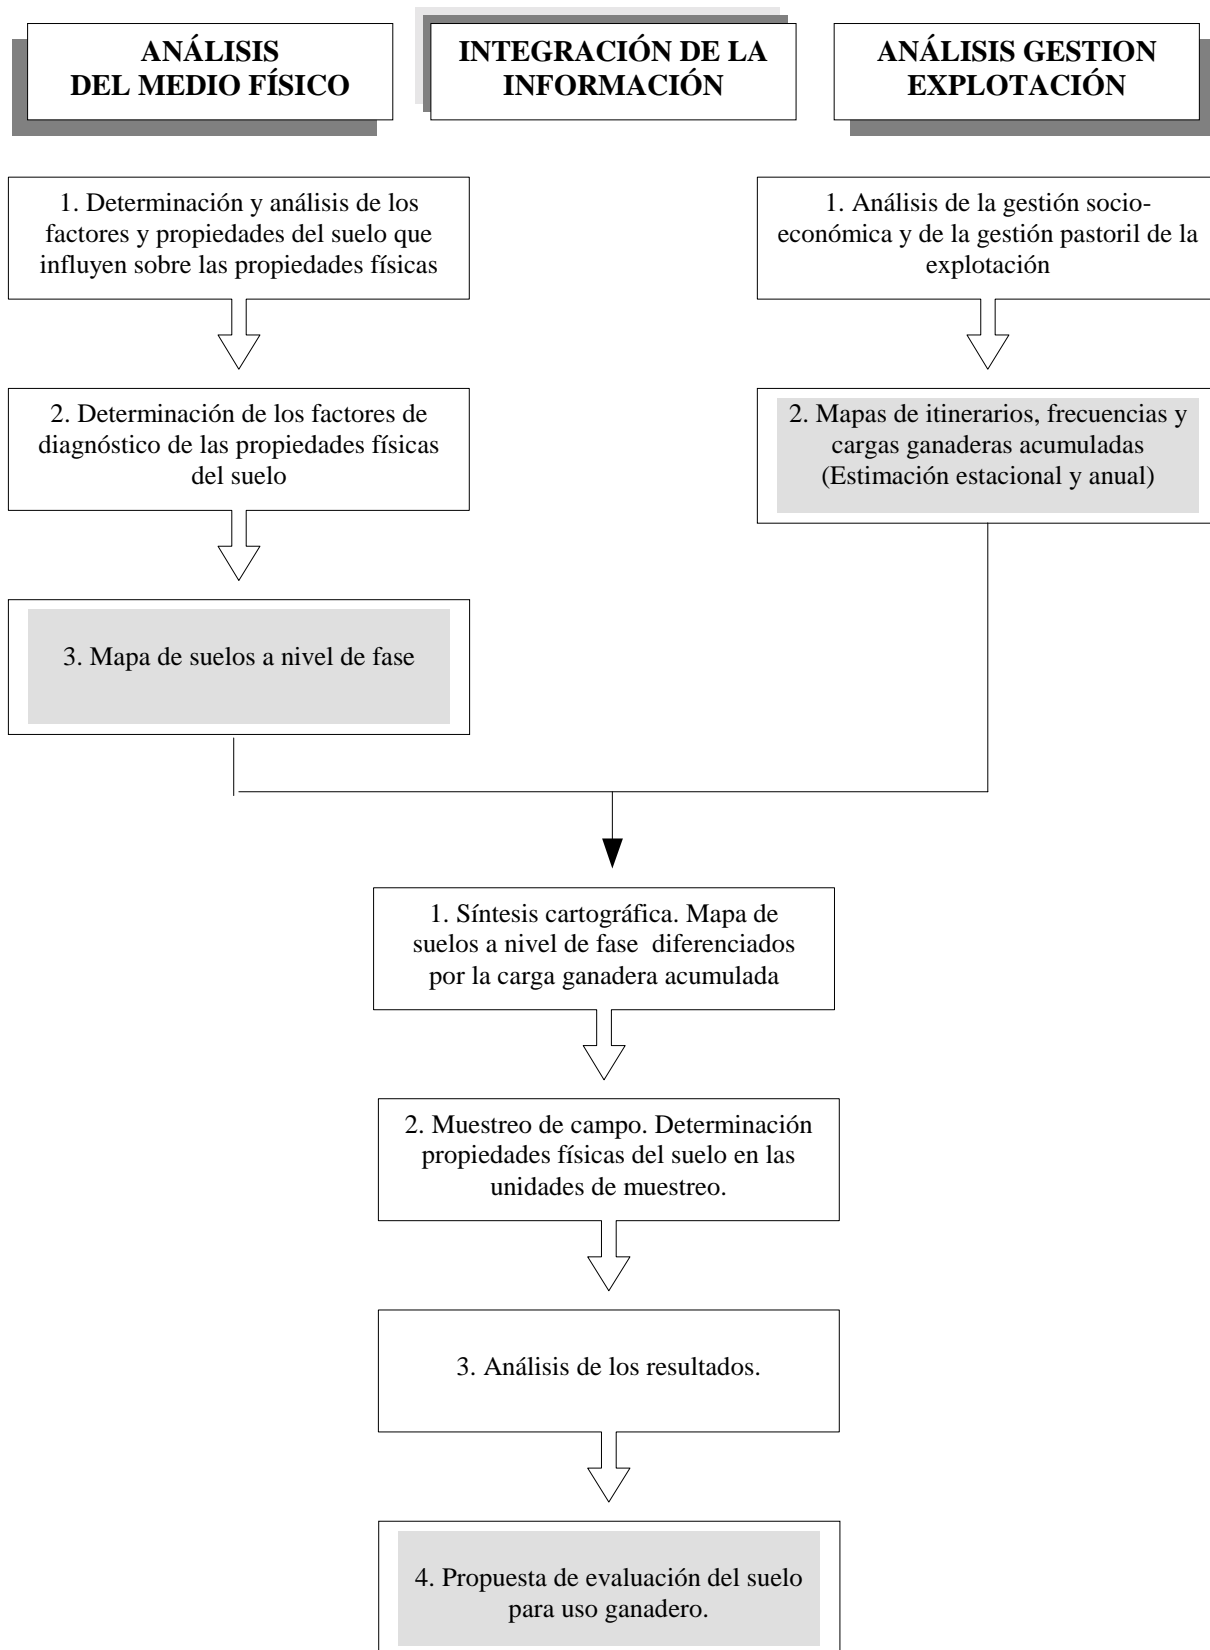 ANÁLISIS
DEL MEDIO FÍSICO
INTEGRACIÓN DE LA
INFORMACIÓN
ANÁLISIS GESTION
EXPLOTACIÓN
1. Determinación y análisis de los
factores y propiedades del suelo que
influyen sobre las propiedades físicas
1. Análisis de la gestión socio-
económica y de la gestión pastoril de la
explotación
2. Determinación de los factores de
diagnóstico de las propiedades físicas
del suelo
2. Mapas de itinerarios, frecuencias y
cargas ganaderas acumuladas
(Estimación estacional y anual)
3. Mapa de suelos a nivel de fase
1. Síntesis cartográfica. Mapa de
suelos a nivel de fase  diferenciados
por la carga ganadera acumulada
2. Muestreo de campo. Determinación
propiedades físicas del suelo en las
unidades de muestreo.
3. Análisis de los resultados.
4. Propuesta de evaluación del suelo
para uso ganadero.